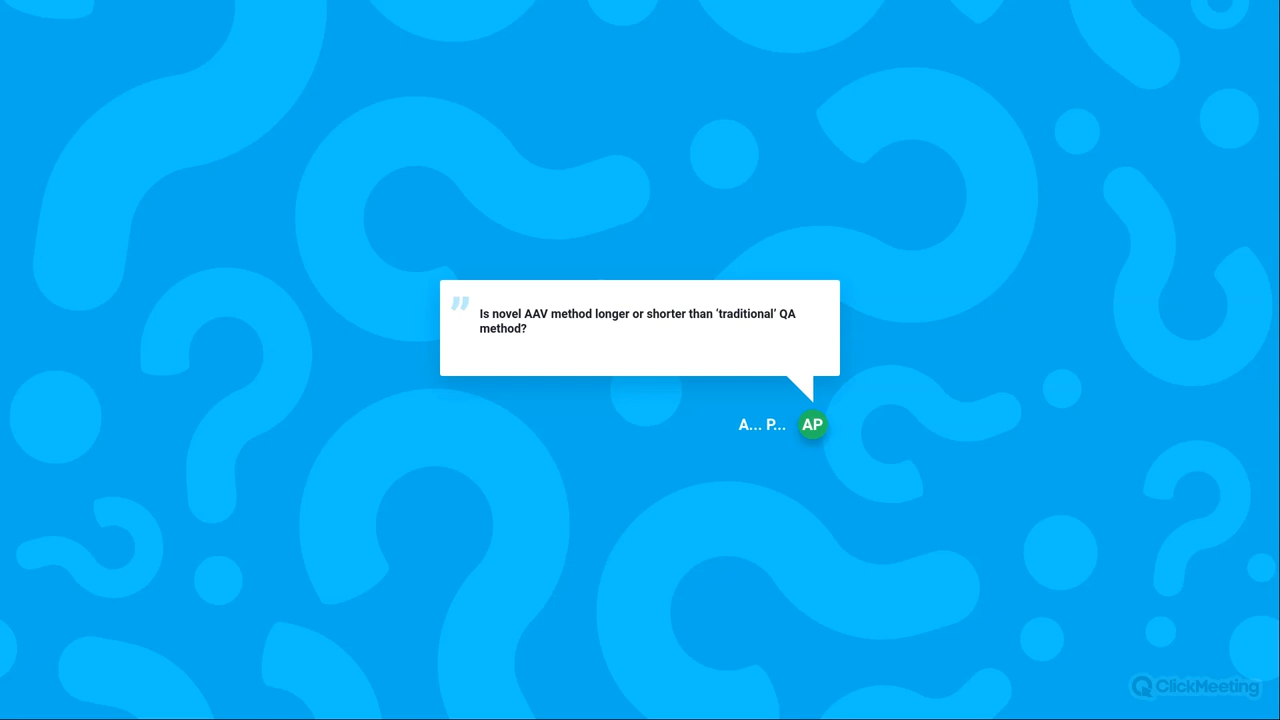 Is novel AAV method longer or shorter than ‘traditional’ QA
method?
A... P...
AP
ClickMeeting